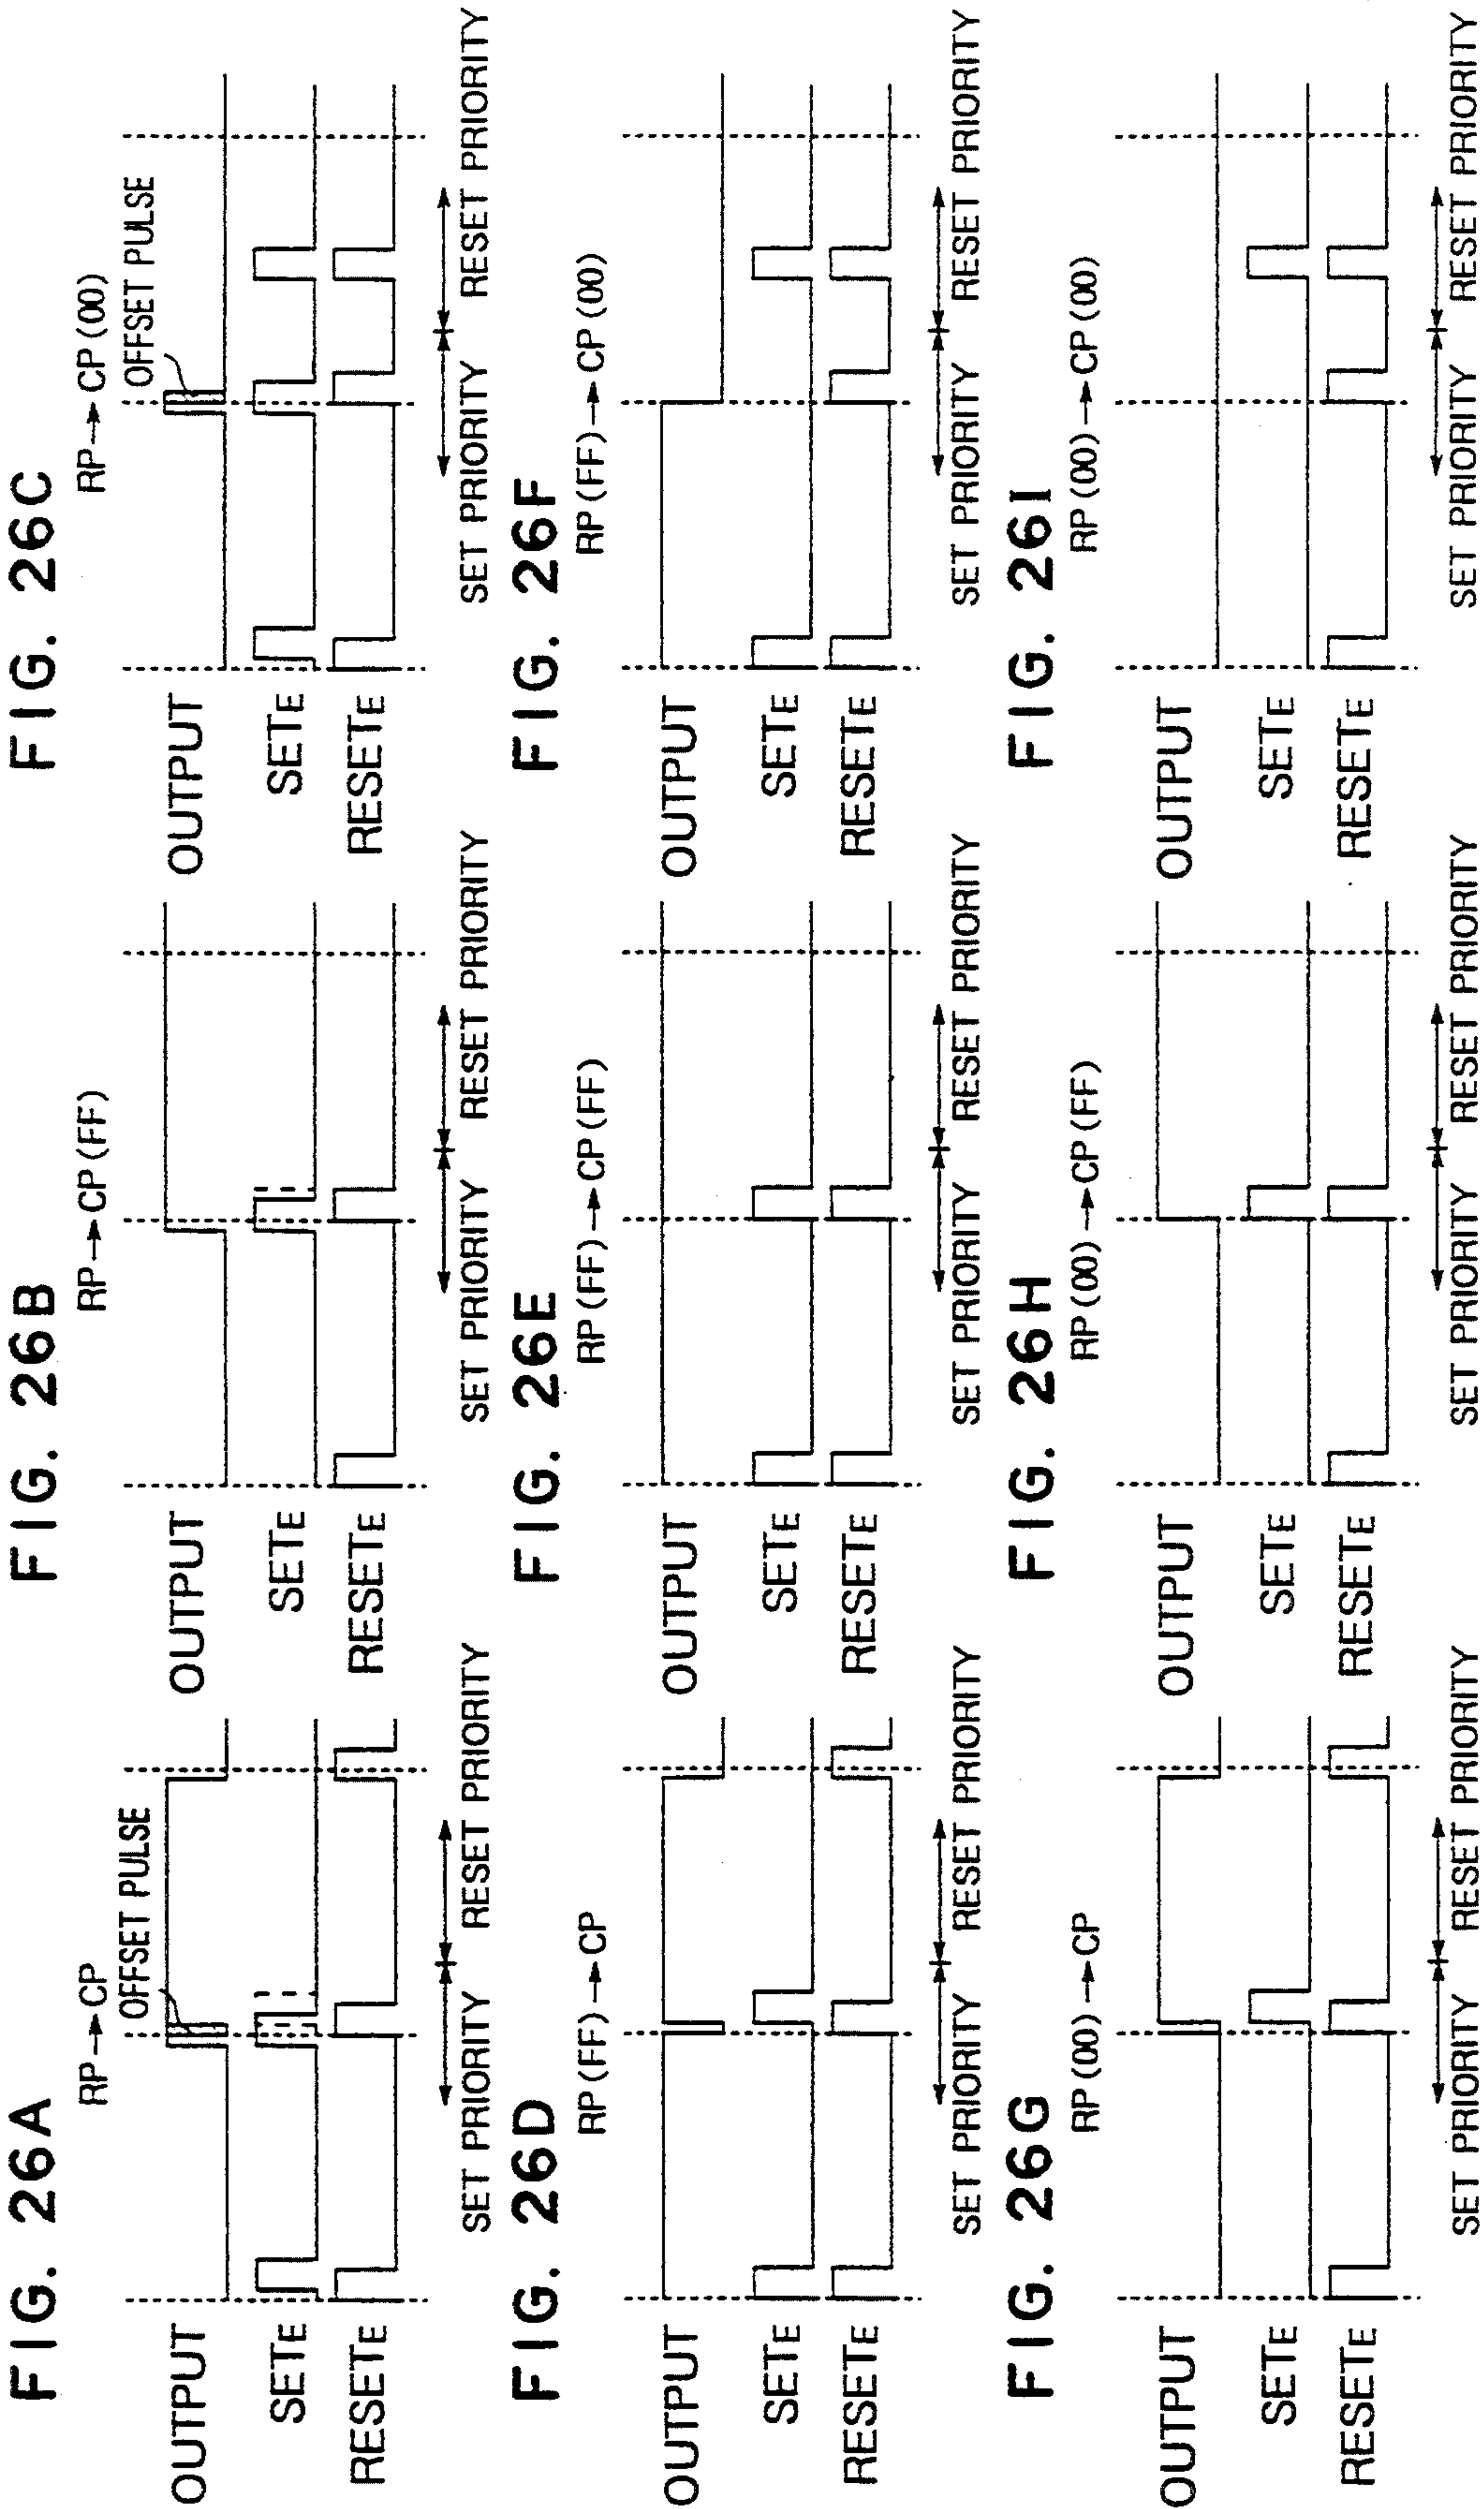 FIG. 26A
RP→CP
OFFSET PULSE
OUTPUT
SETE
RESETE
SET PRIORITY RESET PRIORITY
FIG. 26B
RP→CP(FF)
OUTPUT
SETE
RESETE
SET PRIORITY RESET PRIORITY
FIG. 26C
RP→CP(00)
OFFSET PULSE
OUTPUT
SETE
RESETE
SET PRIORITY RESET PRIORITY
FIG. 26D
RP(FF)→CP
OUTPUT
SETE
RESETE
SET PRIORITY RESET PRIORITY
FIG. 26E
RP(FF)→CP(FF)
OUTPUT
SETE
RESETE
SET PRIORITY RESET PRIORITY
FIG. 26F
RP(FF)→CP(00)
OUTPUT
SETE
RESETE
SET PRIORITY RESET PRIORITY
FIG. 26G
RP(00)→CP
OUTPUT
SETE
RESETE
SET PRIORITY RESET PRIORITY
FIG. 26H
RP(00)→CP(FF)
OUTPUT
SETE
RESETE
SET PRIORITY RESET PRIORITY
FIG. 26I
RP(00)→CP(00)
OUTPUT
SETE
RESETE
SET PRIORITY RESET PRIORITY